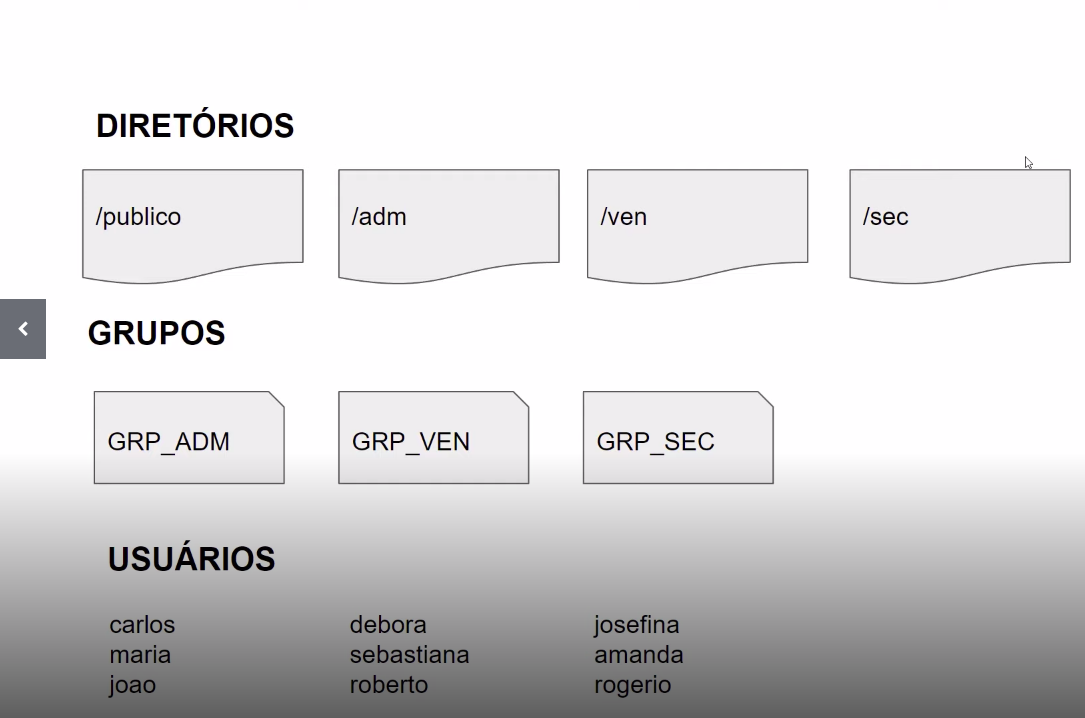 DIRETÓRIOS
/publico /adm /ven /sec
GRUPOS
GRP_ADM GRP_VEN GRP_SEC
USUÁRIOS
carlos debora josefina
maria sebastiana amanda
joao roberto rogerio